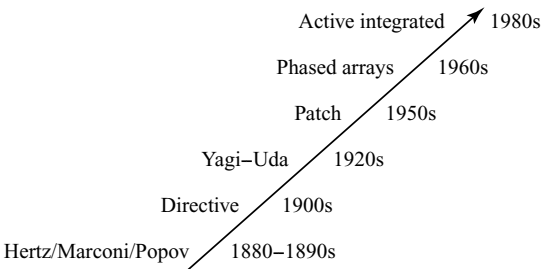 Active integrated 1980s
Phased arrays 1960s
Patch 1950s
Yagi–Uda 1920s
Directive 1900s
Hertz/Marconi/Popov 1880–1890s